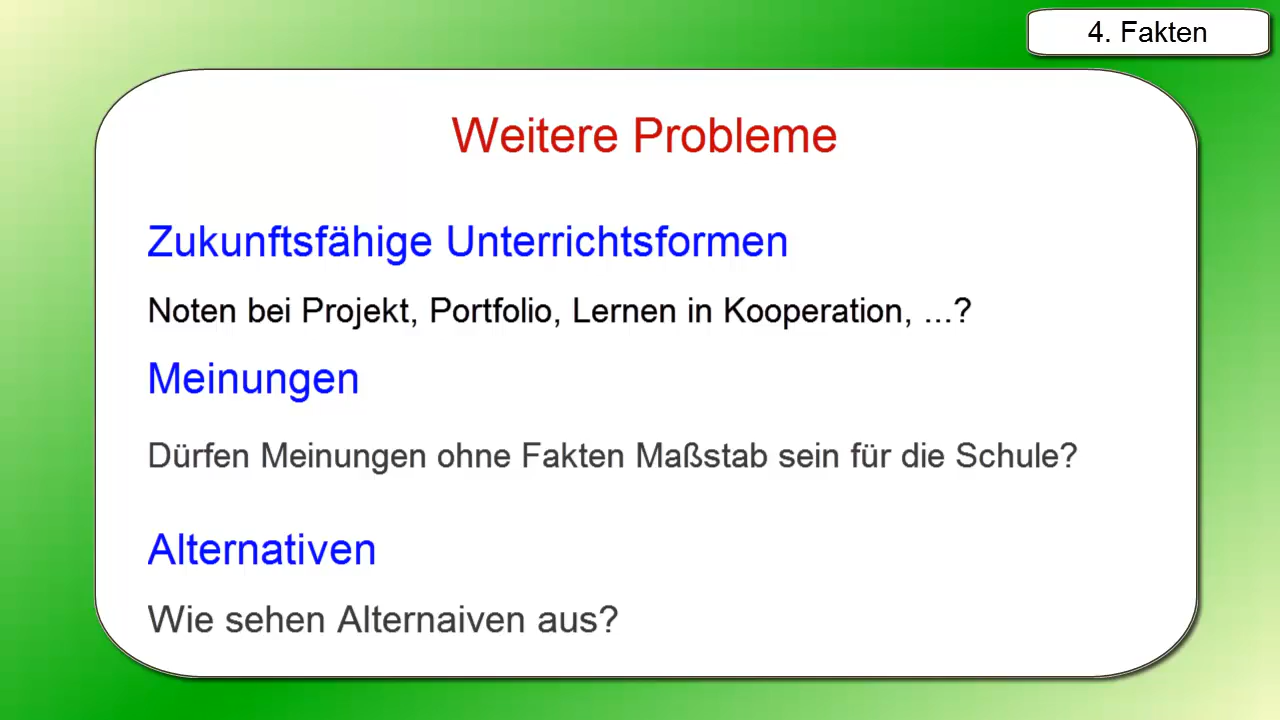 4. Fakten
Weitere Probleme
Zukunftsfähige Unterrichtsformen
Noten bei Projekt, Portfolio, Lernen in Kooperation, ...?
Meinungen
Dürfen Meinungen ohne Fakten Maßstab sein für die Schule?
Alternativen
Wie sehen Alternaiven aus?